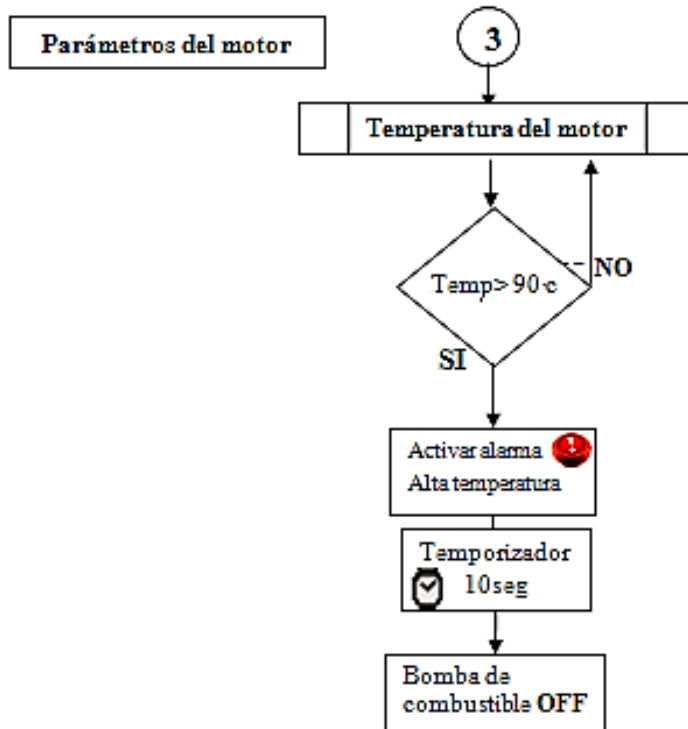 Parámetros del motor
3
Temperatura del motor
Temp> 90°c
NO
SI
Activar alarma
Alta temperatura
Temporizador
10seg
Bomba de
combustible OFF